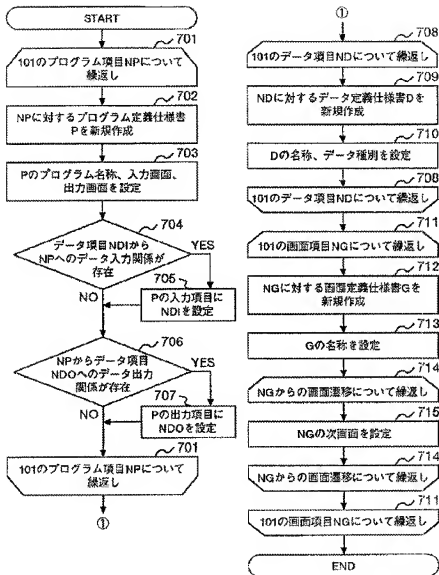 START
701
101のプログラム項目NPについて
繰返し
702
NPに対するプログラム定義仕様書
Pを新規作成
703
Pのプログラム名称、入力画面、
出力画面を設定
704
データ項目NDIから
NPへのデータ入力関係が
存在
YES
NO
705
Pの入力項目に
NDIを設定
706
NPからデータ項目
NDOへのデータ出力
関係が存在
YES
NO
707
Pの出力項目に
NDOを設定
701
101のプログラム項目NPについて
繰返し
①
①
708
101のデータ項目NDについて繰返し
709
NDに対するデータ定義仕様書Dを
新規作成
710
Dの名称、データ種別を設定
708
101のデータ項目NDについて繰返し
711
101の画面項目NGについて繰返し
712
NGに対する画面定義仕様書Gを
新規作成
713
Gの名称を設定
714
NGからの画面遷移について繰返し
715
NGの次画面を設定
714
NGからの画面遷移について繰返し
711
101の画面項目NGについて繰返し
END